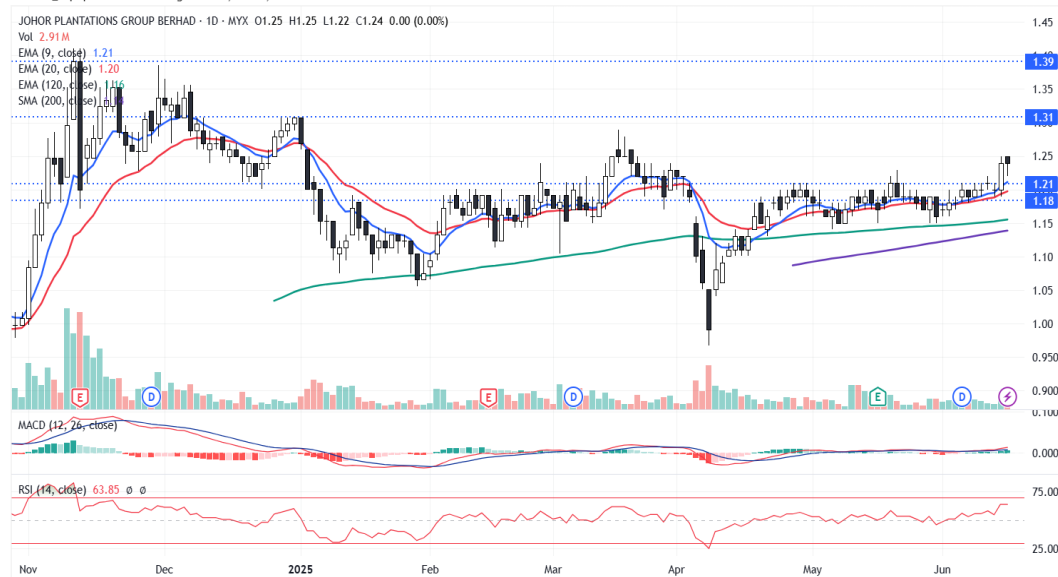 JOHOR PLANTATIONS GROUP BERHAD · 1D · MYX O1.25 H1.25 L1.22 C1.24 0.00 (0.00%)
Vol 2.91M
EMA (9, close) 1.21
EMA (20, close) 1.20
EMA (120, close) 1.16
SMA (200, close)
1.45
1.39
1.35
1.31
1.25
1.21
1.18
1.15
1.10
1.05
1.00
0.950
0.900
E D E D E D
MACD (12, 26, close)
0.100
0.000
RSI (14, close) 63.85 ø ø
75.00
25.00
Nov Dec 2025 Feb Mar Apr May Jun